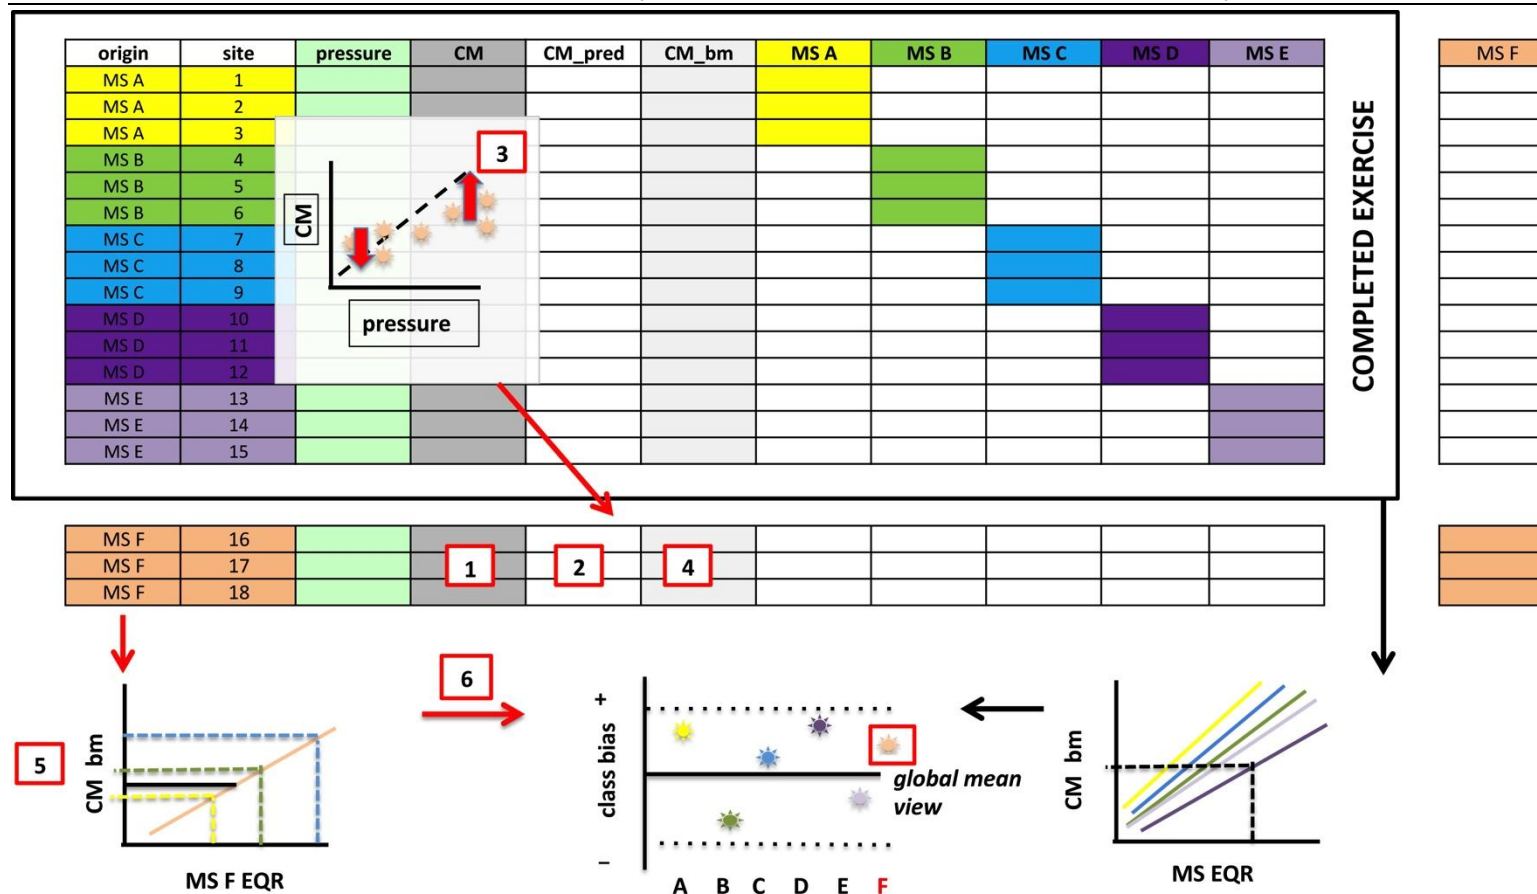 origin site pressure CM CM_pred CM_bm MS A MS B MS C MS D MS E MS F
MS A 1
MS A 2
MS A 3
MS B 4
MS B 5
MS B 6
MS C 7
MS C 8
MS C 9
MS D 10
MS D 11
MS D 12
MS E 13
MS E 14
MS E 15
3
CM
pressure
COMPLETED EXERCISE
MS F 16
MS F 17
MS F 18
1 2 4
5
CM bm
MS F EQR
6
+
class bias
−
global mean
view
A B C D E F
CM bm
MS EQR